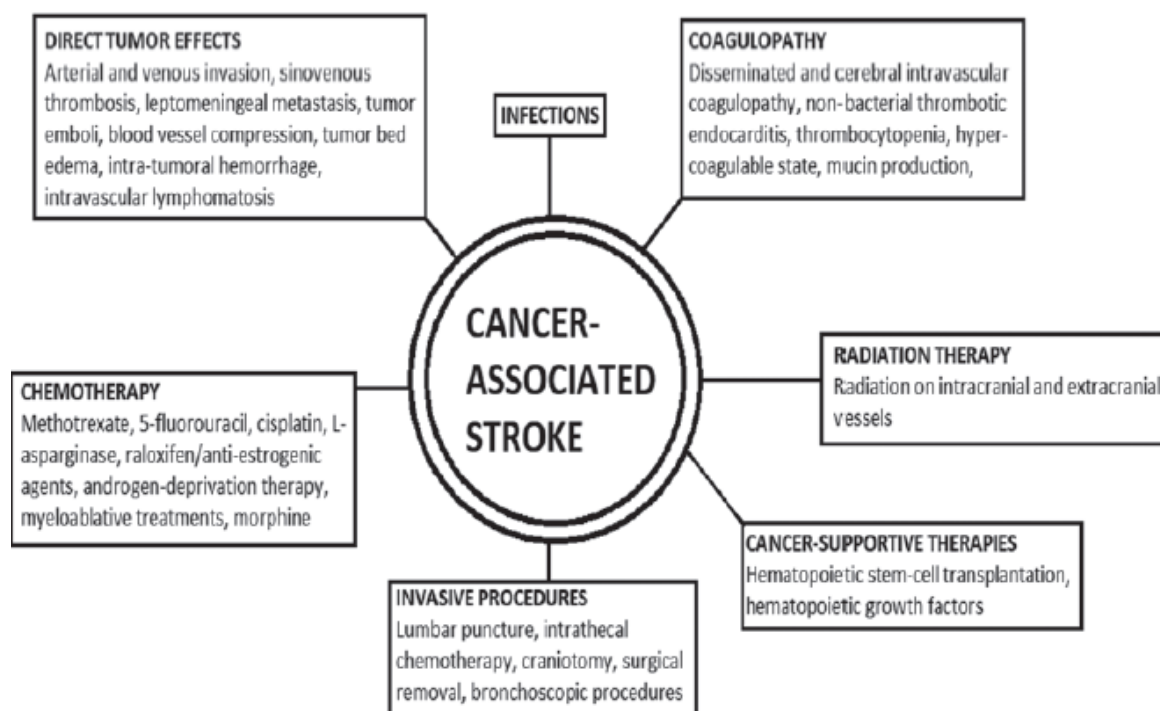 DIRECT TUMOR EFFECTS
Arterial and venous invasion, sinovenous
thrombosis, leptomeningeal metastasis, tumor
emboli, blood vessel compression, tumor bed
edema, intra-tumoral hemorrhage,
intravascular lymphomatosis
INFECTIONS
COAGULOPATHY
Disseminated and cerebral intravascular
coagulopathy, non-bacterial thrombotic
endocarditis, thrombocytopenia, hyper-
coagulable state, mucin production,
CANCER-
ASSOCIATED
STROKE
RADIATION THERAPY
Radiation on intracranial and extracranial
vessels
CHEMOTHERAPY
Methotrexate, 5-fluorouracil, cisplatin, L-
asparginase, raloxifen/anti-estrogenic
agents, androgen-deprivation therapy,
myeloablative treatments, morphine
CANCER-SUPPORTIVE THERAPIES
Hematopoietic stem-cell transplantation,
hematopoietic growth factors
INVASIVE PROCEDURES
Lumbar puncture, intrathecal
chemotherapy, craniotomy, surgical
removal, bronchoscopic procedures